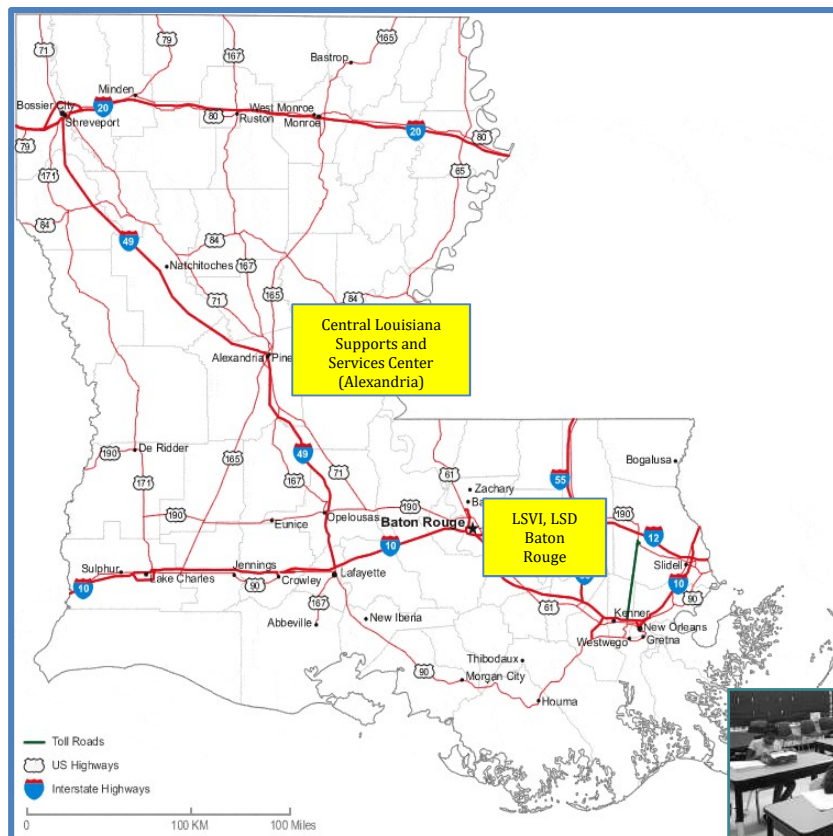 71
79
167
165
Bastrop
Minden
Bossier City
20
West Monroe
Shreveport
80
Ruston
Monroe
20
80
79
171
65
84
49
84
167
Natchitoches
71
165
84
Central Louisiana
Supports and
Services Center
(Alexandria)
Alexandria
De Ridder
190
171
165
49
167
71
61
55
Bogalusa
Zachary
190
190
Eunice
Opelousas
Baton Rouge
LSVI, LSD
Baton
Rouge
190
12
10
Slidell
Sulphur
Jennings
10
Lake Charles
90
Crowley
Lafayette
10
90
61
Kenner
167
New Iberia
Abbeville
New Orleans
Westwego
Gretna
Thibodaux
90
Morgan City
Houma
Toll Roads
US Highways
Interstate Highways
0
100 KM
100 Miles